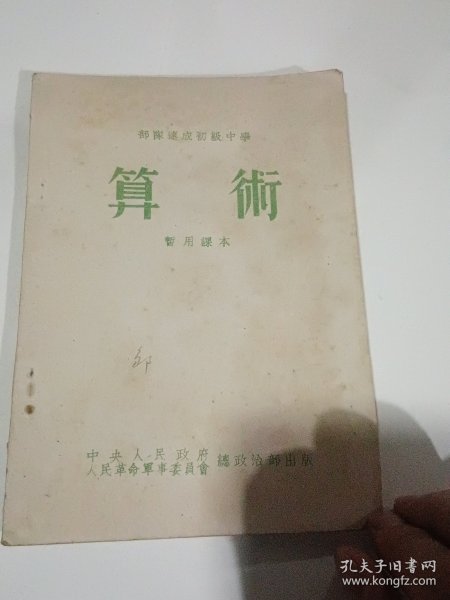 部隊速成初級中學
算術
暫用課本
中央人民政府
人民革命軍事委員會 總政治部出版
孔夫子旧书网
www.kongfz.com